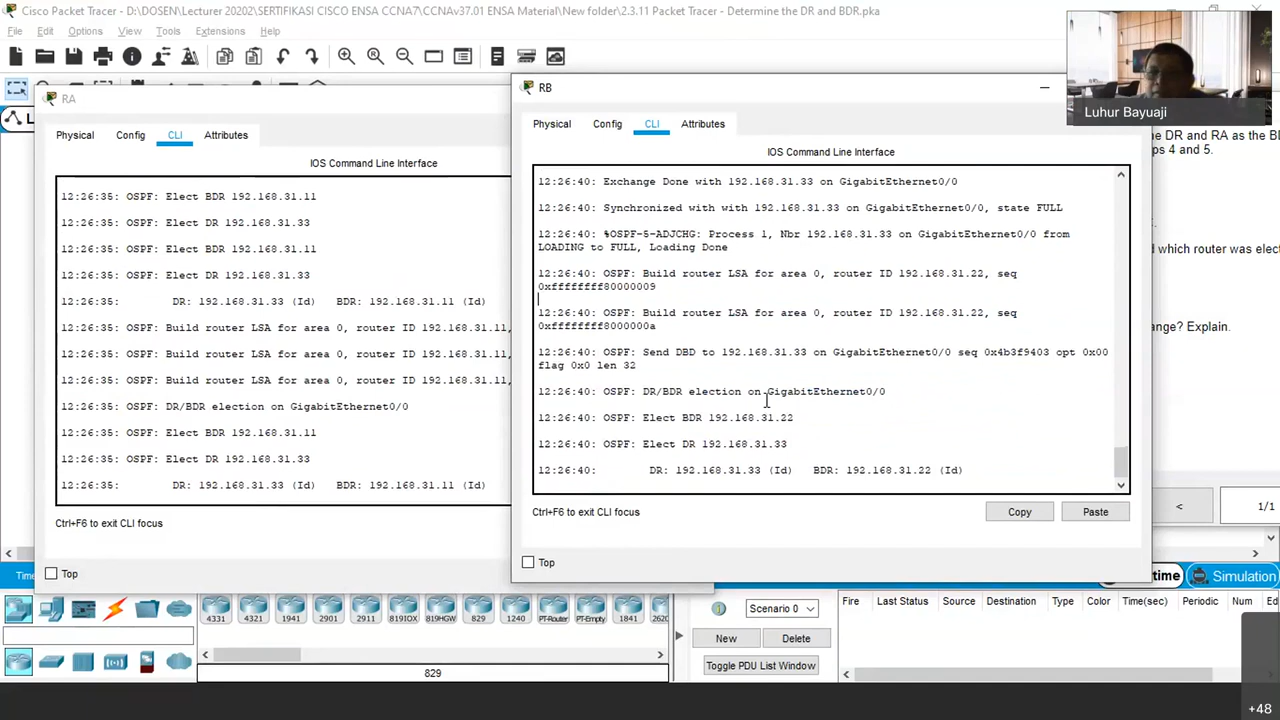 Cisco Packet Tracer - D:\DOSEN\Lecturer 20202\SERTIFIKASI CISCO ENSA CCNA7\CCNAv37.01 ENSA Material\New folder\2.3.11 Packet Tracer - Determine the DR and BDR.pka
File Edit Options View Tools Extensions Help
Luhur Bayuaji
RA
Physical Config CLI Attributes
IOS Command Line Interface
12:26:35: OSPF: Elect BDR 192.168.31.11
12:26:35: OSPF: Elect DR 192.168.31.33
12:26:35: OSPF: Elect BDR 192.168.31.11
12:26:35: OSPF: Elect DR 192.168.31.33
12:26:35: DR: 192.168.31.33 (Id) BDR: 192.168.31.11 (Id)
12:26:35: OSPF: Build router LSA for area 0, router ID 192.168.31.11,
12:26:35: OSPF: Build router LSA for area 0, router ID 192.168.31.11,
12:26:35: OSPF: Build router LSA for area 0, router ID 192.168.31.11,
12:26:35: OSPF: DR/BDR election on GigabitEthernet0/0
12:26:35: OSPF: Elect BDR 192.168.31.11
12:26:35: OSPF: Elect DR 192.168.31.33
12:26:35: DR: 192.168.31.33 (Id) BDR: 192.168.31.11 (Id)
Ctrl+F6 to exit CLI focus
Top
RB
Physical Config CLI Attributes
IOS Command Line Interface
12:26:40: Exchange Done with 192.168.31.33 on GigabitEthernet0/0
12:26:40: Synchronized with with 192.168.31.33 on GigabitEthernet0/0, state FULL
12:26:40: %OSPF-5-ADJCHG: Process 1, Nbr 192.168.31.33 on GigabitEthernet0/0 from
LOADING to FULL, Loading Done
12:26:40: OSPF: Build router LSA for area 0, router ID 192.168.31.22, seq
0xffffffff80000009
12:26:40: OSPF: Build router LSA for area 0, router ID 192.168.31.22, seq
0xffffffff8000000a
12:26:40: OSPF: Send DBD to 192.168.31.33 on GigabitEthernet0/0 seq 0x4b3f9403 opt 0x00
flag 0x0 len 32
12:26:40: OSPF: DR/BDR election on GigabitEthernet0/0
12:26:40: OSPF: Elect BDR 192.168.31.22
12:26:40: OSPF: Elect DR 192.168.31.33
12:26:40: DR: 192.168.31.33 (Id) BDR: 192.168.31.22 (Id)
Ctrl+F6 to exit CLI focus
Copy Paste
Top
e DR and RA as the
ps 4 and 5.
d which router was elect
ange? Explain.
< 1/1
Time Simulation
4331 4321 1941 2901 2911 819IOX 819HGW 829 1240 PT-Router PT-Empty 1841 2620
829
Scenario 0
New Delete
Toggle PDU List Window
Fire Last Status Source Destination Type Color Time(sec) Periodic Num Ed
+48